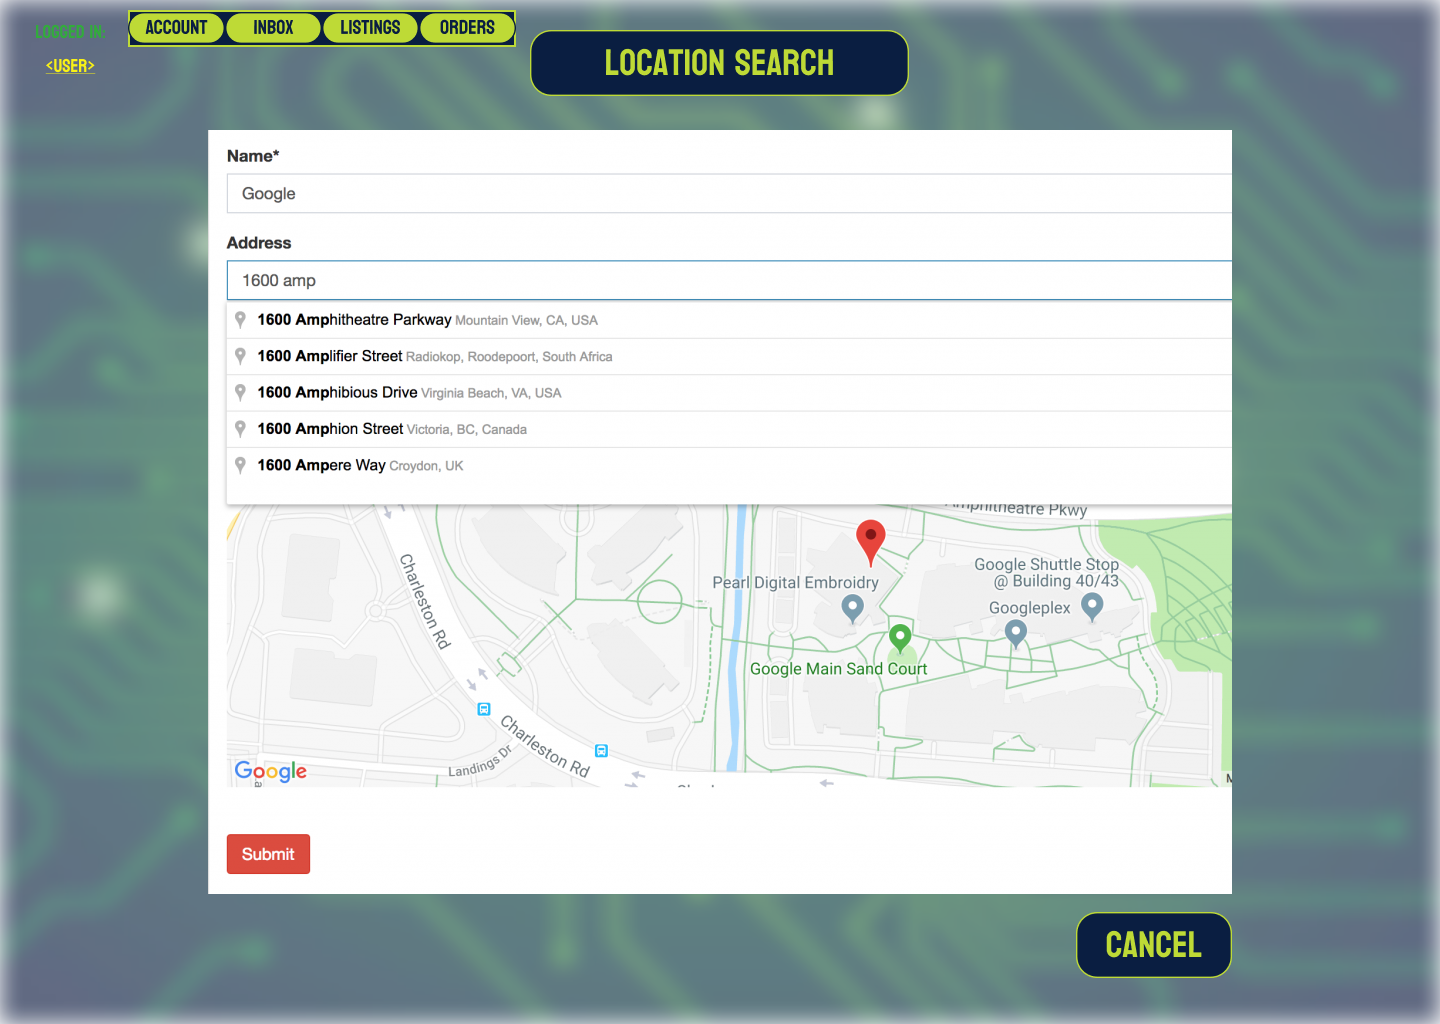 LOGGED IN:
<USER>
ACCOUNT
INBOX
LISTINGS
ORDERS
LOCATION SEARCH
Name*
Google
Address
1600 amp
1600 Amphitheatre Parkway Mountain View, CA, USA
1600 Amplifier Street Radiokop, Roodepoort, South Africa
1600 Amphibious Drive Virginia Beach, VA, USA
1600 Amphion Street Victoria, BC, Canada
1600 Ampere Way Croydon, UK
Amphitheatre Pkwy
Charleston Rd
Pearl Digital Embroidry
Google Shuttle Stop
@ Building 40/43
Googleplex
Google Main Sand Court
Charleston Rd
Landings Dr
Google
M
Submit
CANCEL